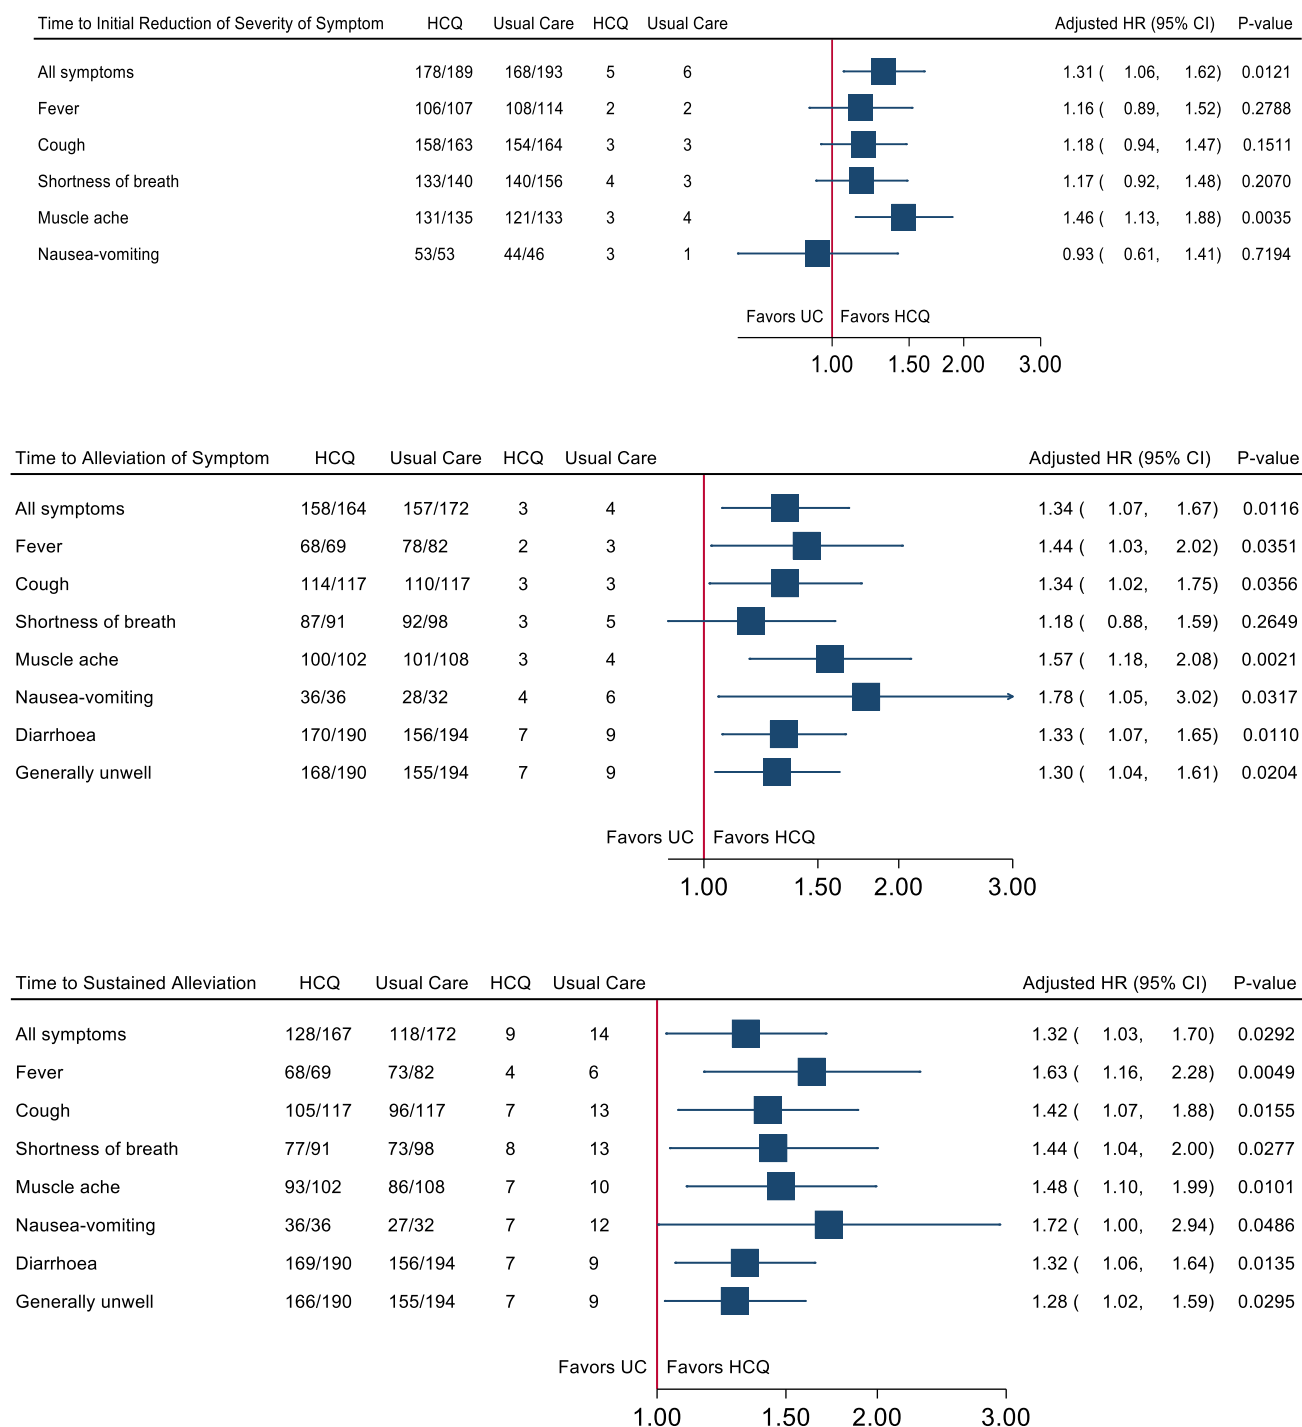 Time to Initial Reduction of Severity of Symptom HCQ Usual Care HCQ Usual Care Adjusted HR (95% CI) P-value
All symptoms 178/189 168/193 5 6 1.31 ( 1.06, 1.62) 0.0121
Fever 106/107 108/114 2 2 1.16 ( 0.89, 1.52) 0.2788
Cough 158/163 154/164 3 3 1.18 ( 0.94, 1.47) 0.1511
Shortness of breath 133/140 140/156 4 3 1.17 ( 0.92, 1.48) 0.2070
Muscle ache 131/135 121/133 3 4 1.46 ( 1.13, 1.88) 0.0035
Nausea-vomiting 53/53 44/46 3 1 0.93 ( 0.61, 1.41) 0.7194
Favors UC Favors HCQ
1.00 1.50 2.00 3.00
Time to Alleviation of Symptom HCQ Usual Care HCQ Usual Care Adjusted HR (95% CI) P-value
All symptoms 158/164 157/172 3 4 1.34 ( 1.07, 1.67) 0.0116
Fever 68/69 78/82 2 3 1.44 ( 1.03, 2.02) 0.0351
Cough 114/117 110/117 3 3 1.34 ( 1.02, 1.75) 0.0356
Shortness of breath 87/91 92/98 3 5 1.18 ( 0.88, 1.59) 0.2649
Muscle ache 100/102 101/108 3 4 1.57 ( 1.18, 2.08) 0.0021
Nausea-vomiting 36/36 28/32 4 6 1.78 ( 1.05, 3.02) 0.0317
Diarrhoea 170/190 156/194 7 9 1.33 ( 1.07, 1.65) 0.0110
Generally unwell 168/190 155/194 7 9 1.30 ( 1.04, 1.61) 0.0204
Favors UC Favors HCQ
1.00 1.50 2.00 3.00
Time to Sustained Alleviation HCQ Usual Care HCQ Usual Care Adjusted HR (95% CI) P-value
All symptoms 128/167 118/172 9 14 1.32 ( 1.03, 1.70) 0.0292
Fever 68/69 73/82 4 6 1.63 ( 1.16, 2.28) 0.0049
Cough 105/117 96/117 7 13 1.42 ( 1.07, 1.88) 0.0155
Shortness of breath 77/91 73/98 8 13 1.44 ( 1.04, 2.00) 0.0277
Muscle ache 93/102 86/108 7 10 1.48 ( 1.10, 1.99) 0.0101
Nausea-vomiting 36/36 27/32 7 12 1.72 ( 1.00, 2.94) 0.0486
Diarrhoea 169/190 156/194 7 9 1.32 ( 1.06, 1.64) 0.0135
Generally unwell 166/190 155/194 7 9 1.28 ( 1.02, 1.59) 0.0295
Favors UC Favors HCQ
1.00 1.50 2.00 3.00